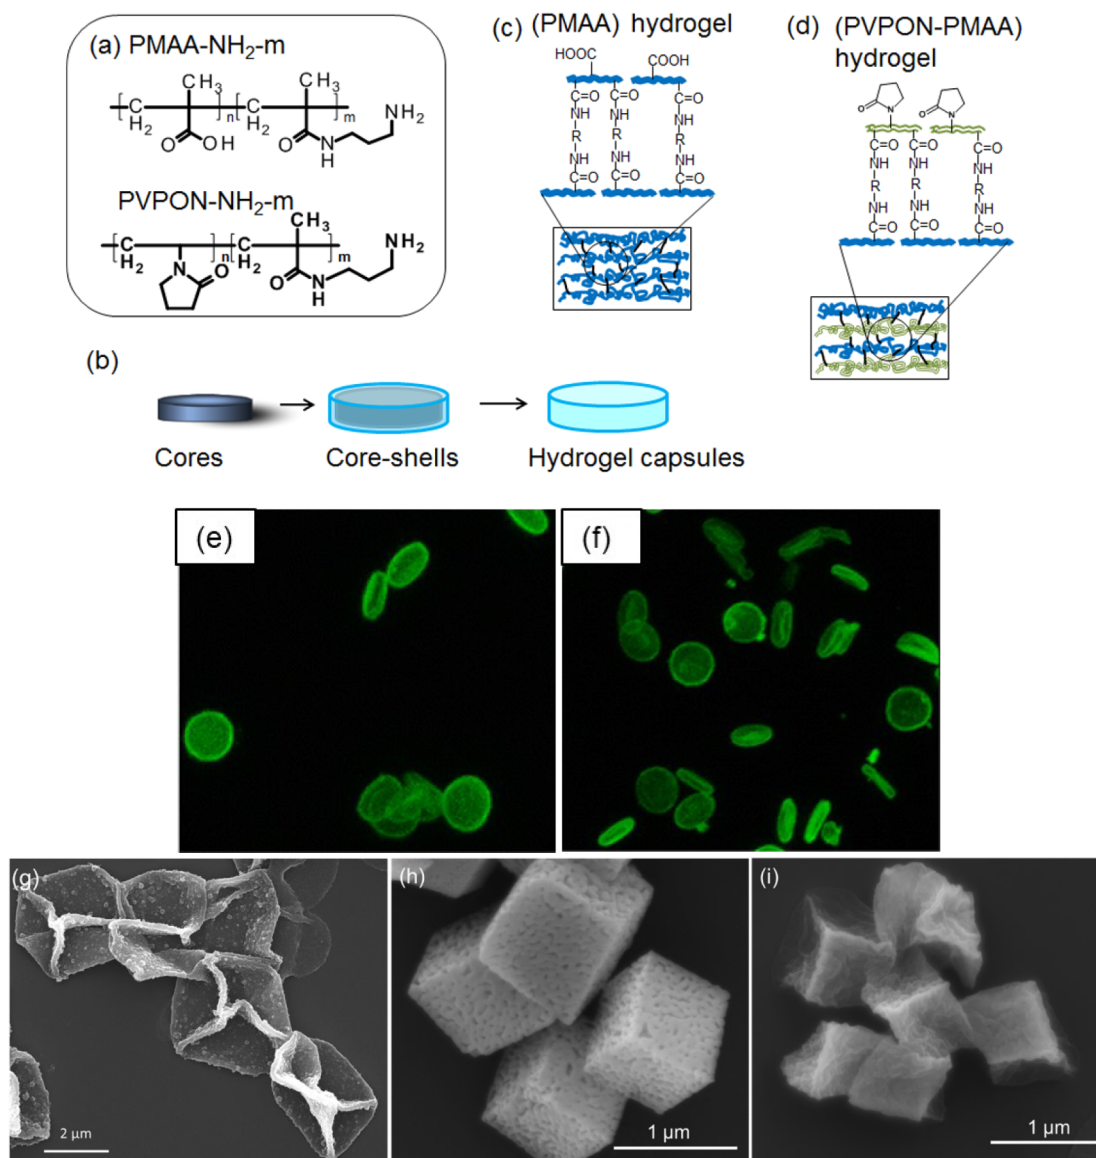 (a) PMAA-NH2-m
CH3
[ C
H2 ]n [ C
H2 ]m
CH3
NH2
O
OH
O
N
H
PVPON-NH2-m
CH3
[ C
H2 ]n [ C
H2 ]m
NH2
N
O
O
N
H
(b)
Cores
Core-shells
Hydrogel capsules
(c) (PMAA) hydrogel
HOOC
COOH
C=O C=O C=O
NH NH NH
R R R
NH NH NH
C=O C=O C=O
(d) (PVPON-PMAA)
hydrogel
O N O N
C=O C=O C=O
NH NH NH
R R R
NH NH NH
C=O C=O C=O
(e)
(f)
(g)
2 µm
(h)
1 µm
(i)
1 µm